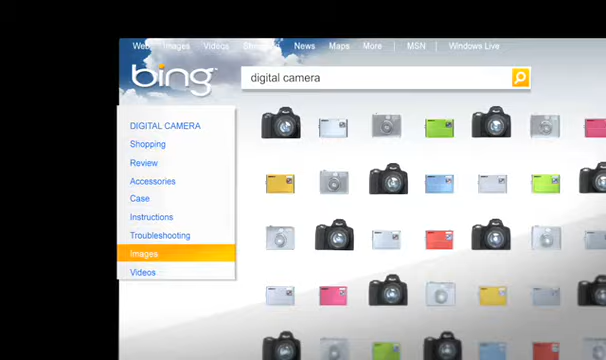 Web Images Videos Shopping News Maps More MSN Windows Live
bing
digital camera
DIGITAL CAMERA
Shopping
Review
Accessories
Case
Instructions
Troubleshooting
Images
Videos